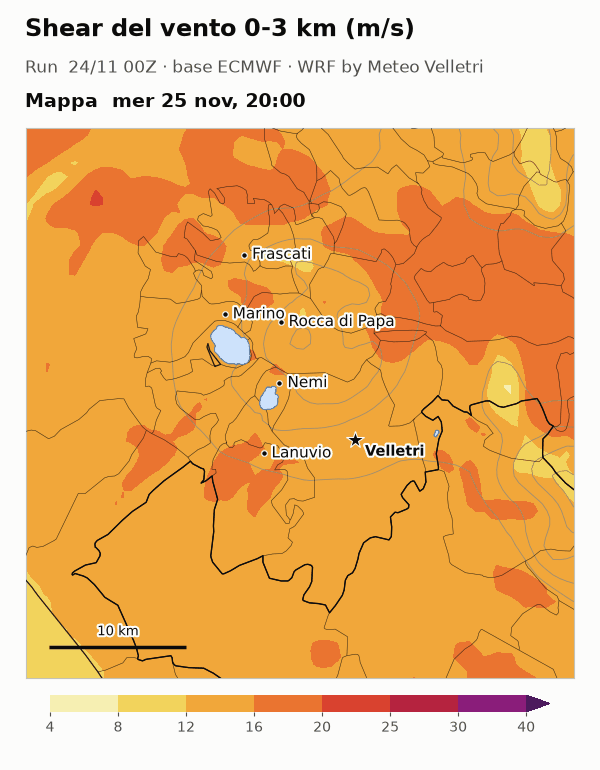 Shear del vento 0-3 km (m/s)
Run  24/11 00Z · base ECMWF · WRF by Meteo Velletri
Mappa  mer 25 nov, 20:00
Frascati
Marino
Rocca di Papa
Nemi
Velletri
Lanuvio
10 km
4 8 12 16 20 25 30 40